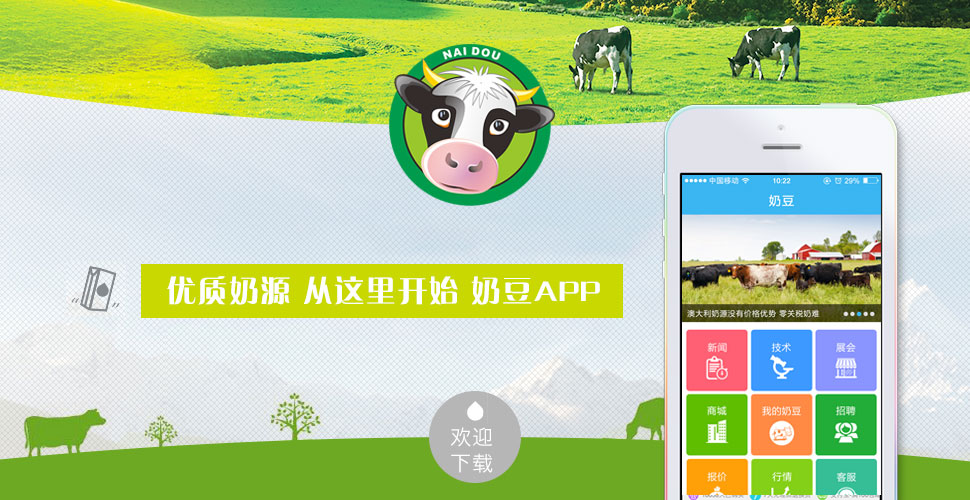 NAI DOU
优质奶源 从这里开始 奶豆APP
欢迎
下载
中国移动 10:22 29%
奶豆
澳大利奶源没有价格优势 零关税奶难
新闻 技术 展会
商城 我的奶豆 招聘
报价 行情 客服